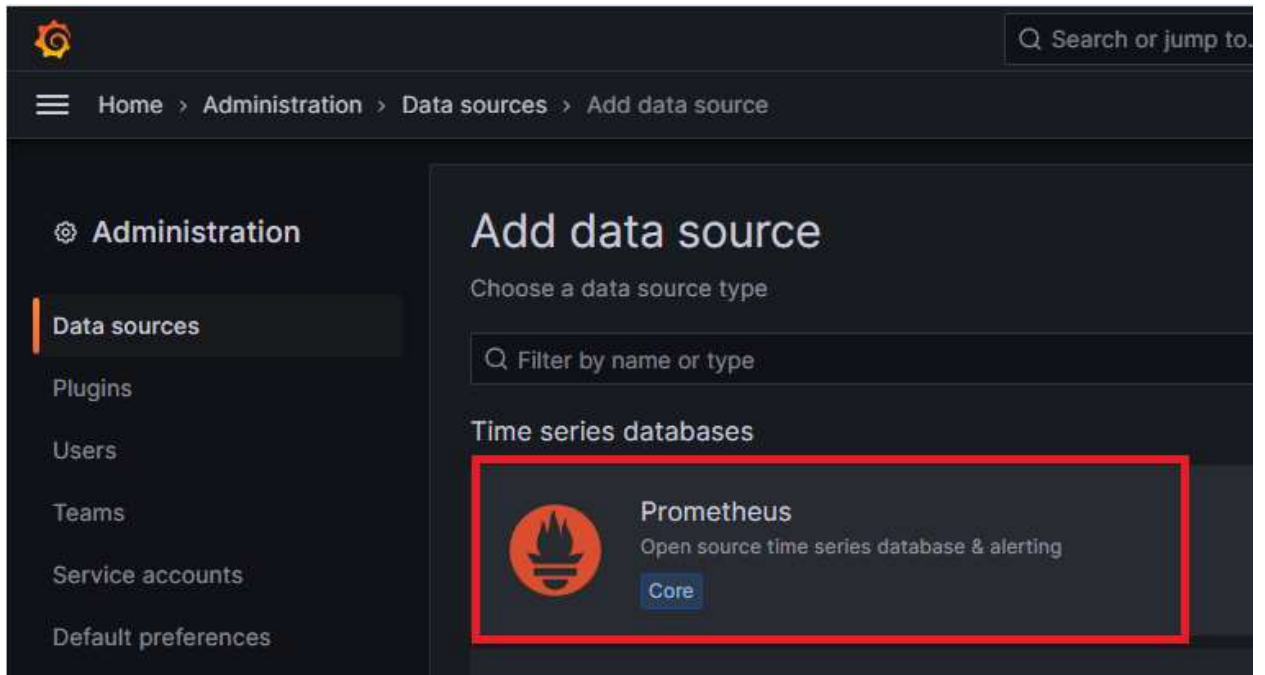 Search or jump to.
Home › Administration › Data sources › Add data source
Administration
Data sources
Plugins
Users
Teams
Service accounts
Default preferences
Add data source
Choose a data source type
Filter by name or type
Time series databases
Prometheus
Open source time series database & alerting
Core